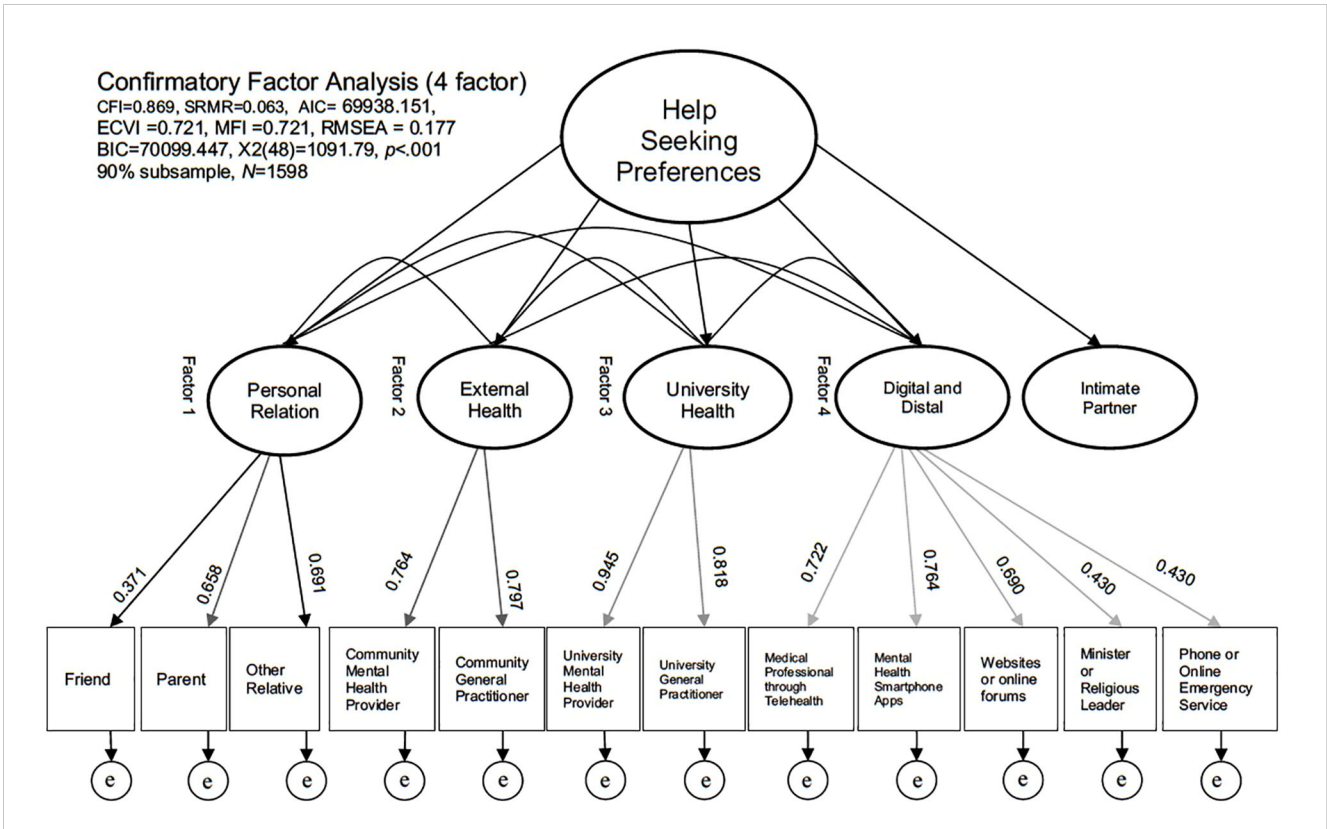 Confirmatory Factor Analysis (4 factor)
CFI=0.869, SRMR=0.063, AIC= 69938.151,
ECVI =0.721, MFI =0.721, RMSEA = 0.177
BIC=70099.447, X2(48)=1091.79, p<.001
90% subsample, N=1598
Help
Seeking
Preferences
Factor 1
Personal
Relation
Factor 2
External
Health
Factor 3
University
Health
Factor 4
Digital and
Distal
Intimate
Partner
0.371
0.658
0.691
0.764
0.797
0.945
0.818
0.722
0.764
0.690
0.430
0.430
Friend
Parent
Other
Relative
Community
Mental
Health
Provider
Community
General
Practitioner
University
Mental
Health
Provider
University
General
Practitioner
Medical
Professional
through
Telehealth
Mental
Health
Smartphone
Apps
Websites
or online
forums
Minister
or
Religious
Leader
Phone or
Online
Emergency
Service
e
e
e
e
e
e
e
e
e
e
e
e